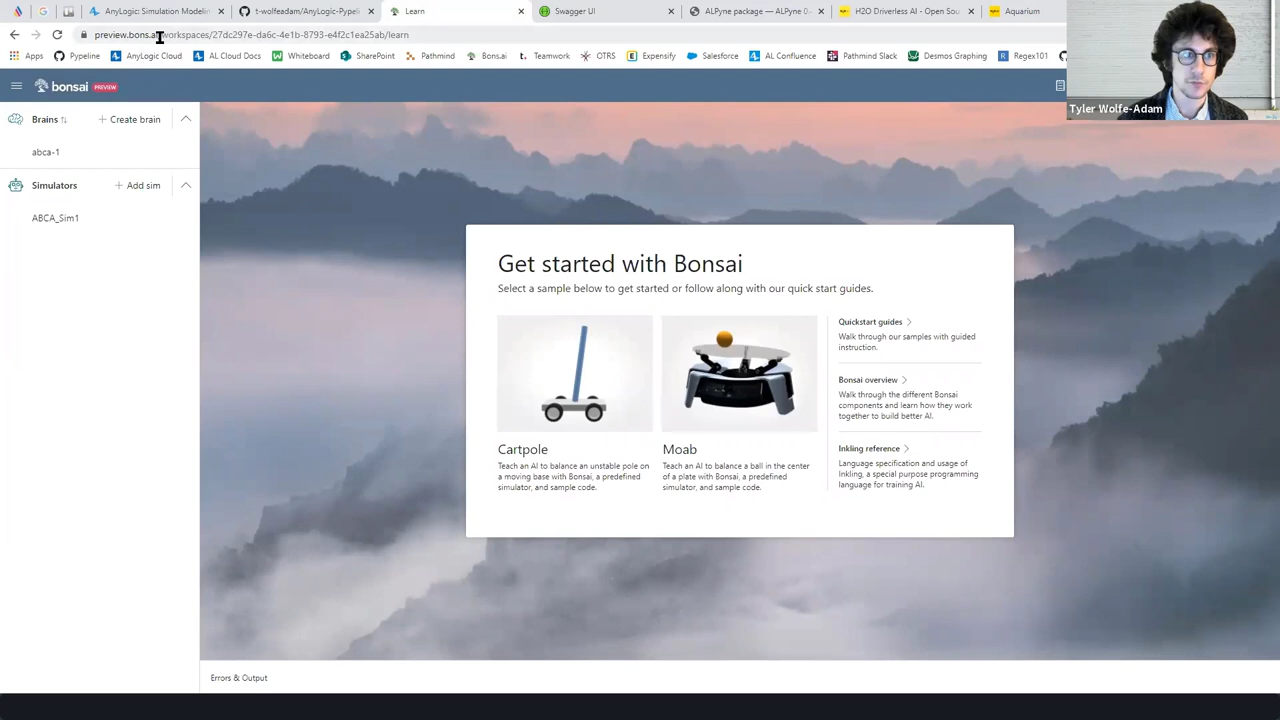 AnyLogic: Simulation Modelin
t-wolfeadam/AnyLogic-Pypeli
Learn
Swagger UI
ALPyne package — ALPyne 0.
H2O Driverless AI - Open Sou
Aquarium
preview.bons.ai/workspaces/27dc297e-da6c-4e1b-8793-e4f2c1ea25ab/learn
Apps
Pypeline
AnyLogic Cloud
AL Cloud Docs
Whiteboard
SharePoint
Pathmind
Bons.ai
Teamwork
OTRS
Expensify
AL Confluence
Pathmind Slack
Desmos Graphing
Regex101
bonsai PREVIEW
Tyler Wolfe-Adam
Brains
+ Create brain
abca-1
Simulators
+ Add sim
ABCA_Sim1
Get started with Bonsai
Select a sample below to get started or follow along with our quick start guides.
Cartpole
Teach an AI to balance an unstable pole on
a moving base with Bonsai, a predefined
simulator, and sample code.
Moab
Teach an AI to balance a ball in the center
of a plate with Bonsai, a predefined
simulator, and sample code.
Quickstart guides
Walk through our samples with guided
instruction.
Bonsai overview
Walk through the different Bonsai
components and learn how they work
together to build better AI.
Inkling reference
Language specification and usage of
Inkling, a special purpose programming
language for training AI.
Errors & Output